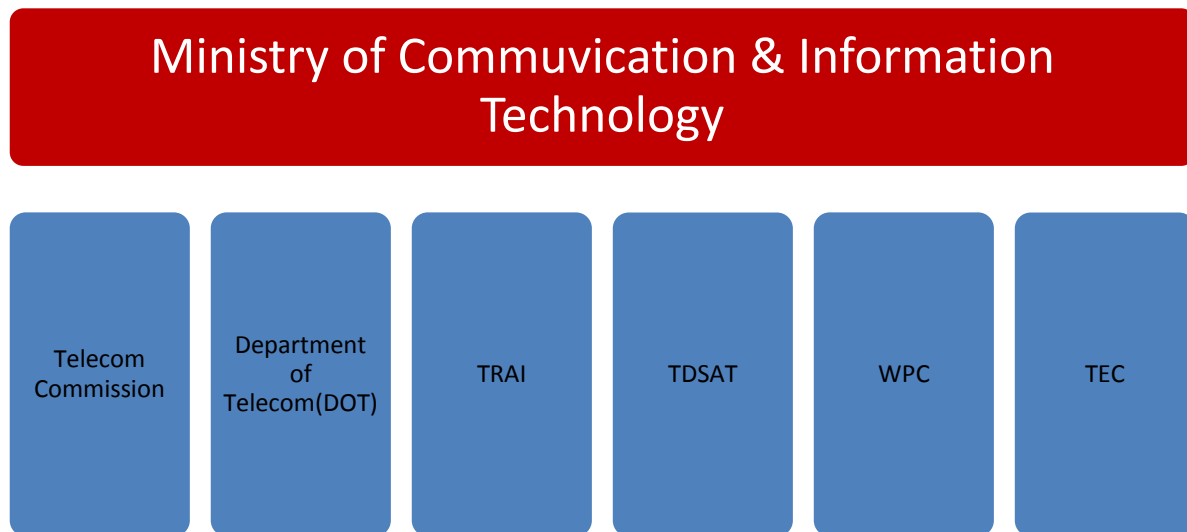 Ministry of Commuvication & Information
Technology
Telecom
Commission
Department
of
Telecom(DOT)
TRAI
TDSAT
WPC
TEC